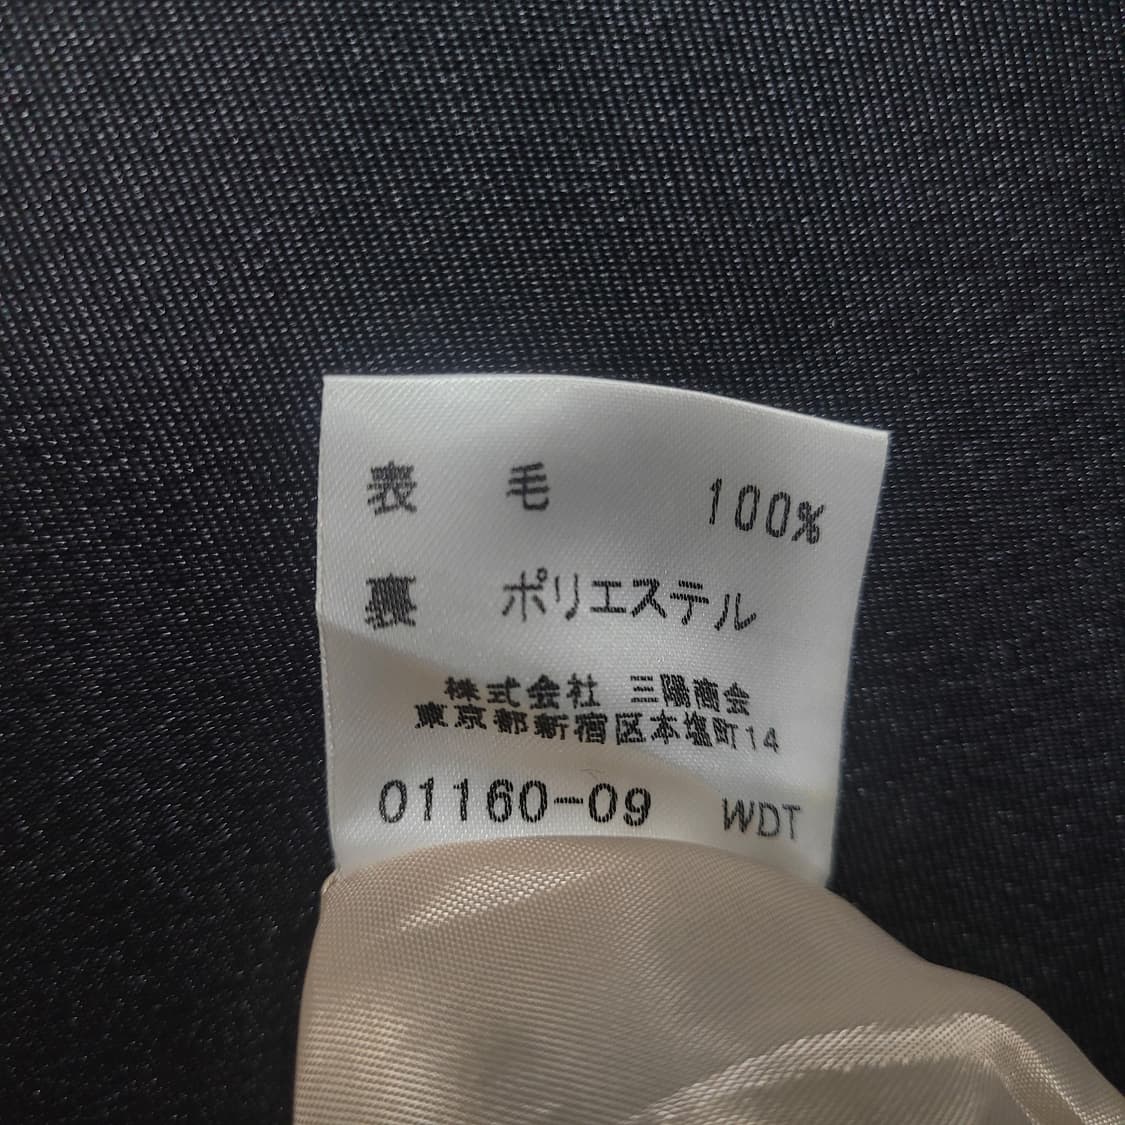 表 毛 100%
裏 ポリエステル
株式会社 三陽商会
東京都新宿区本塩町14
01160-09 WDT